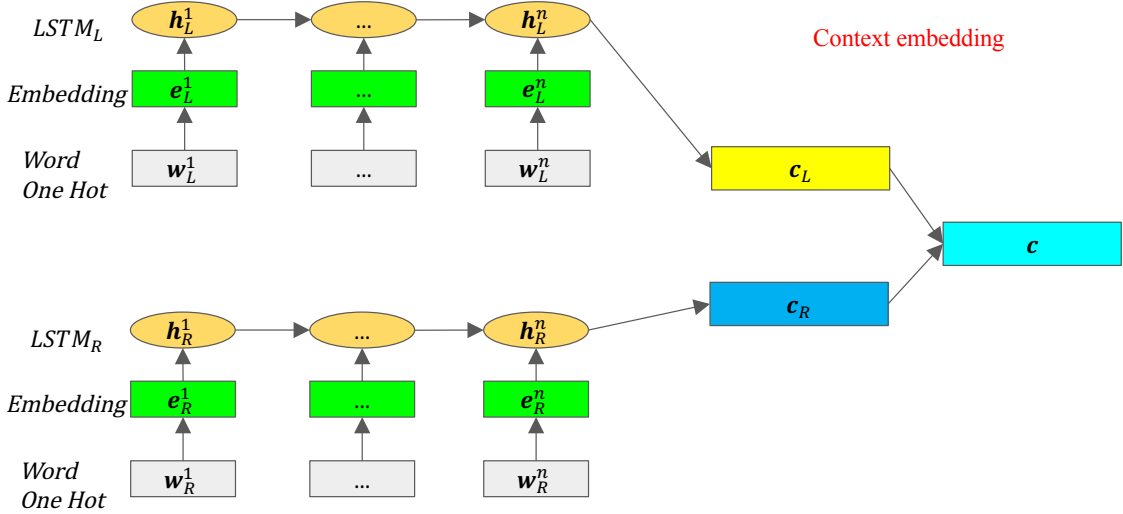 LSTM_L h_L^1 ... h_L^n
Context embedding
Embedding e_L^1 ... e_L^n
Word
One Hot w_L^1 ... w_L^n
c_L
c
c_R
LSTM_R h_R^1 ... h_R^n
Embedding e_R^1 ... e_R^n
Word
One Hot w_R^1 ... w_R^n